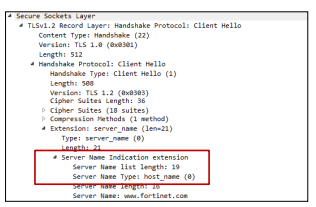 Secure Sockets Layer
TLSv1.2 Record Layer: Handshake Protocol: Client Hello
Content Type: Handshake (22)
Version: TLS 1.0 (0x0301)
Length: 512
Handshake Protocol: Client Hello
Handshake Type: Client Hello (1)
Length: 508
Version: TLS 1.2 (0x0303)
Cipher Suites Length: 36
Cipher Suites (18 suites)
Compression Methods (1 method)
Extension: server_name (len=21)
Type: server_name (0)
Length: 21
Server Name Indication extension
Server Name list length: 19
Server Name Type: host_name (0)
Server Name length: 16
Server Name: www.fortinet.com